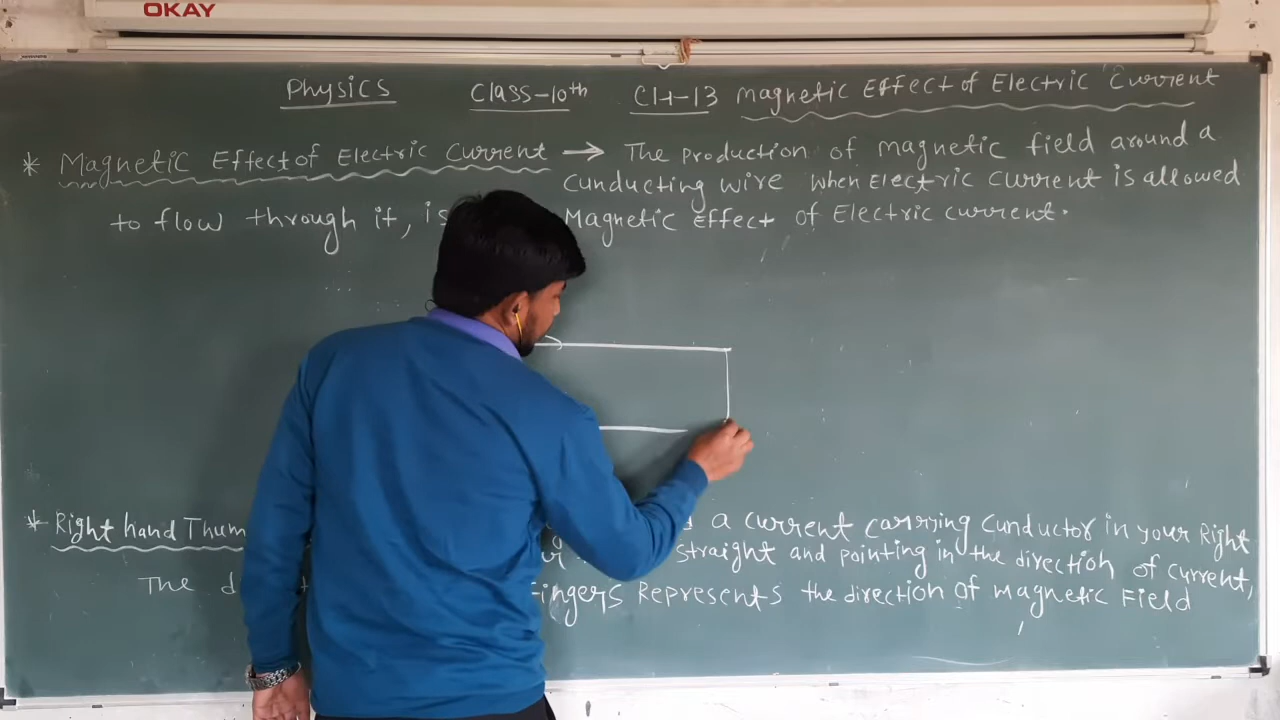 OKAY
Physics Class-10th CH-13 Magnetic Effect of Electric Current
* Magnetic Effect of Electric Current → The Production of magnetic field around a
Cunducting wire when Electric Current is allowed
to flow through it, is Magnetic Effect of Electric Current.
* Right hand Thum a Current Carrying Cunductor in your Right
straight and pointing in the direction of current,
The d Fingers Represents the direction of magnetic Field